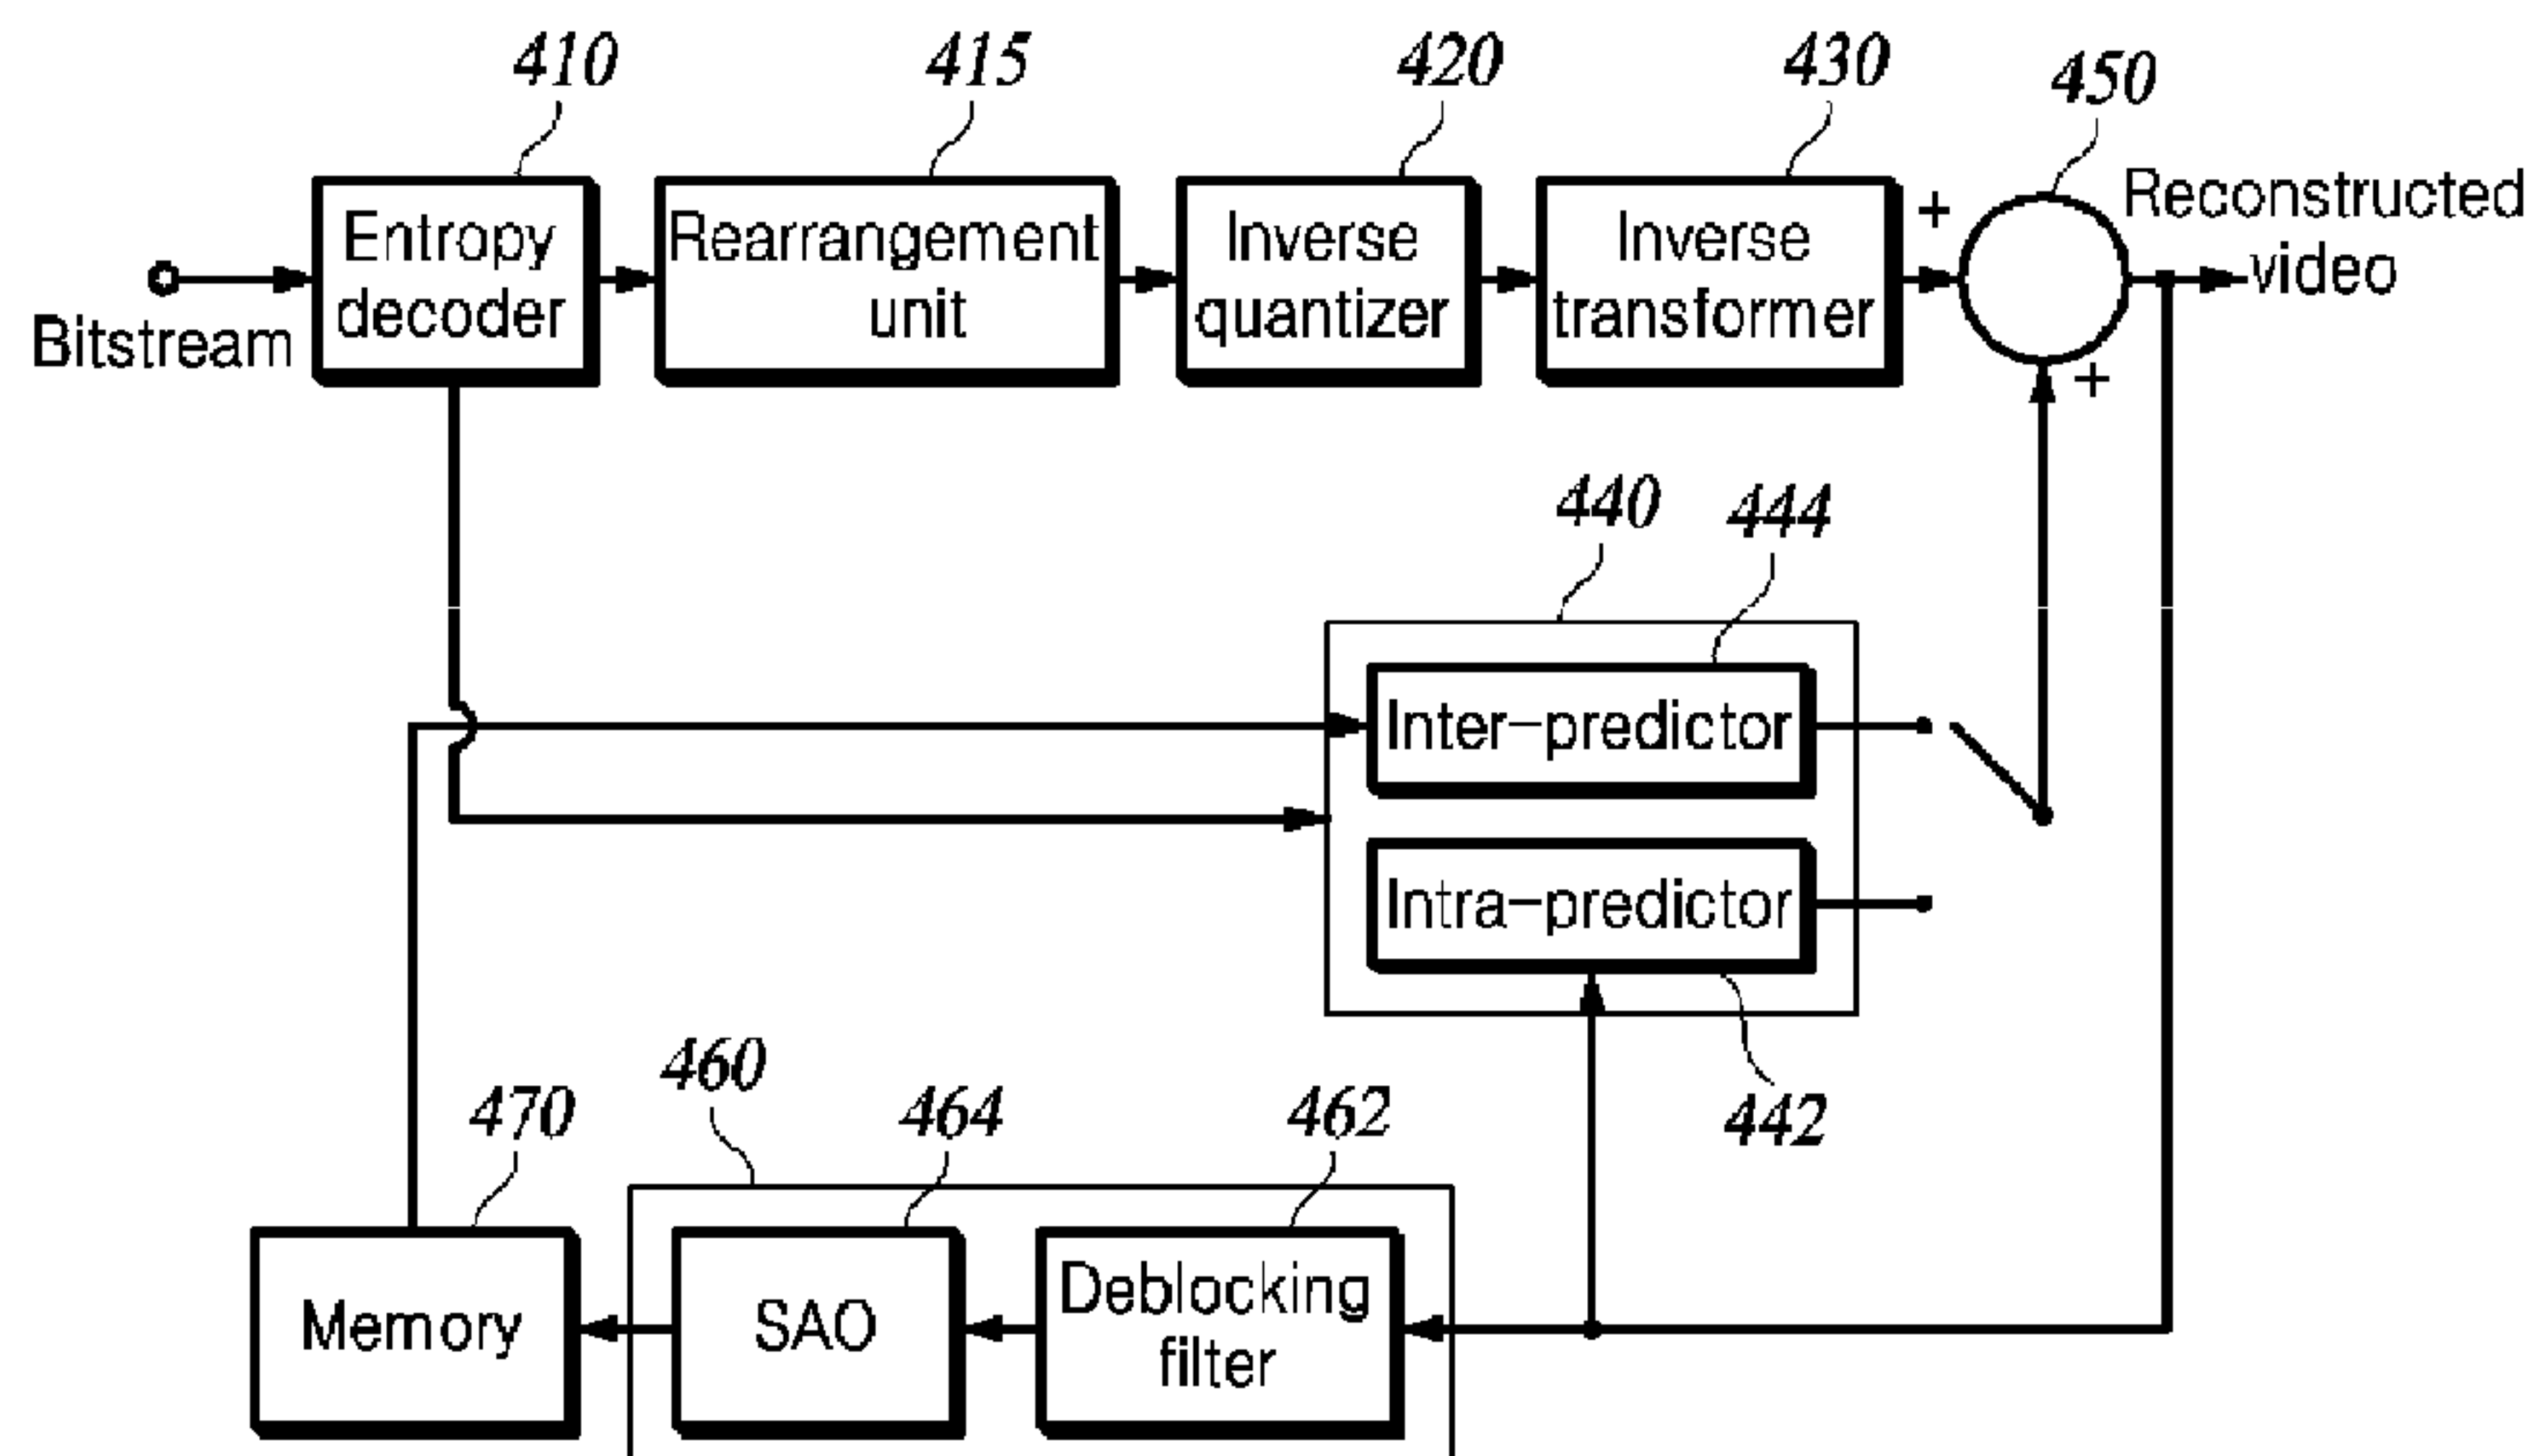 410
415
420
430
450
Entropy
decoder
Rearrangement
unit
Inverse
quantizer
Inverse
transformer
+
Reconstructed
video
Bitstream
+
440
444
Inter-predictor
Intra-predictor
442
460
470
464
462
Memory
SAO
Deblocking
filter